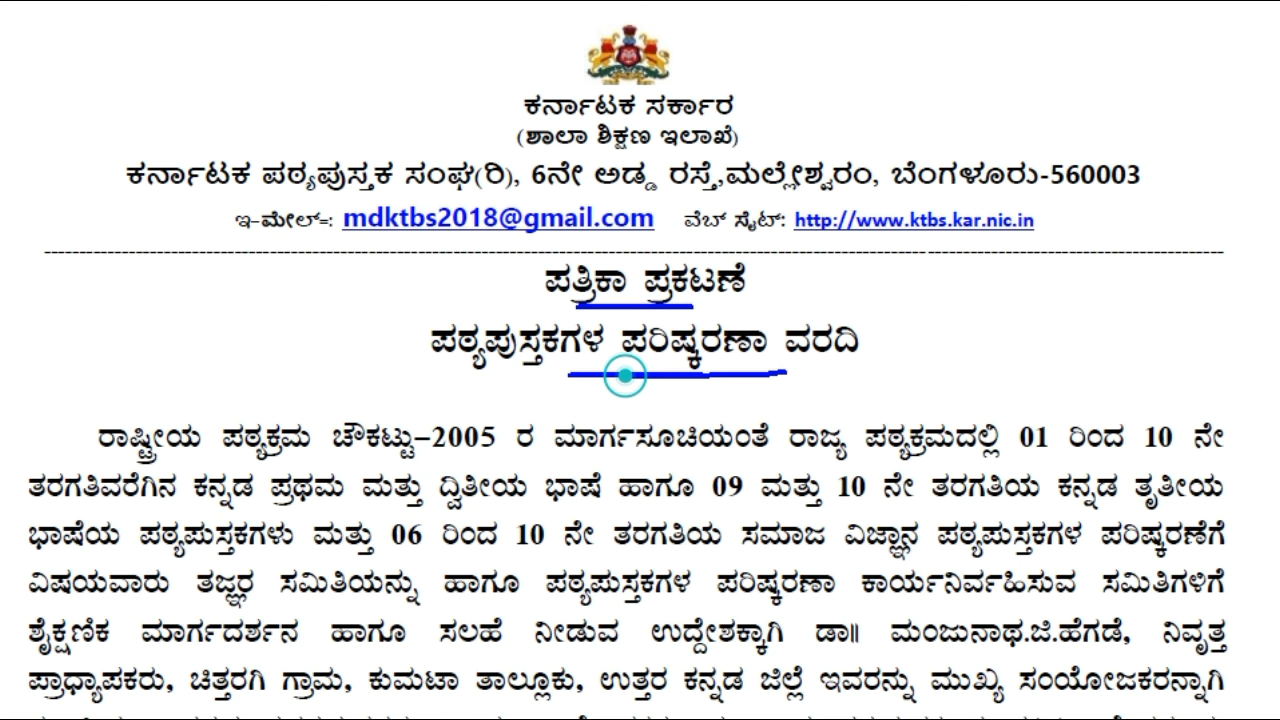 ಕರ್ನಾಟಕ ಸರ್ಕಾರ
(ಶಾಲಾ ಶಿಕ್ಷಣ ಇಲಾಖೆ)
ಕರ್ನಾಟಕ ಪಠ್ಯಪುಸ್ತಕ ಸಂಘ(ರಿ), 6ನೇ ಅಡ್ಡ ರಸ್ತೆ,ಮಲ್ಲೇಶ್ವರಂ, ಬೆಂಗಳೂರು-560003
ಇ-ಮೇಲ್=: mdktbs2018@gmail.com ವೆಬ್ ಸೈಟ್: http://www.ktbs.kar.nic.in
ಪತ್ರಿಕಾ ಪ್ರಕಟಣೆ
ಪಠ್ಯಪುಸ್ತಕಗಳ ಪರಿಷ್ಕರಣಾ ವರದಿ
ರಾಷ್ಟ್ರೀಯ ಪಠ್ಯಕ್ರಮ ಚೌಕಟ್ಟು-2005 ರ ಮಾರ್ಗಸೂಚಿಯಂತೆ ರಾಜ್ಯ ಪಠ್ಯಕ್ರಮದಲ್ಲಿ 01 ರಿಂದ 10 ನೇ
ತರಗತಿವರೆಗಿನ ಕನ್ನಡ ಪ್ರಥಮ ಮತ್ತು ದ್ವಿತೀಯ ಭಾಷೆ ಹಾಗೂ 09 ಮತ್ತು 10 ನೇ ತರಗತಿಯ ಕನ್ನಡ ತೃತೀಯ
ಭಾಷೆಯ ಪಠ್ಯಪುಸ್ತಕಗಳು ಮತ್ತು 06 ರಿಂದ 10 ನೇ ತರಗತಿಯ ಸಮಾಜ ವಿಜ್ಞಾನ ಪಠ್ಯಪುಸ್ತಕಗಳ ಪರಿಷ್ಕರಣೆಗೆ
ವಿಷಯವಾರು ತಜ್ಞರ ಸಮಿತಿಯನ್ನು ಹಾಗೂ ಪಠ್ಯಪುಸ್ತಕಗಳ ಪರಿಷ್ಕರಣಾ ಕಾರ್ಯನಿರ್ವಹಿಸುವ ಸಮಿತಿಗಳಿಗೆ
ಶೈಕ್ಷಣಿಕ ಮಾರ್ಗದರ್ಶನ ಹಾಗೂ ಸಲಹೆ ನೀಡುವ ಉದ್ದೇಶಕ್ಕಾಗಿ ಡಾ॥ ಮಂಜುನಾಥ.ಜಿ.ಹೆಗಡೆ, ನಿವೃತ್ತ
ಪ್ರಾಧ್ಯಾಪಕರು, ಚಿತ್ತರಗಿ ಗ್ರಾಮ, ಕುಮಟಾ ತಾಲ್ಲೂಕು, ಉತ್ತರ ಕನ್ನಡ ಜಿಲ್ಲೆ ಇವರನ್ನು ಮುಖ್ಯ ಸಂಯೋಜಕರನ್ನಾಗಿ